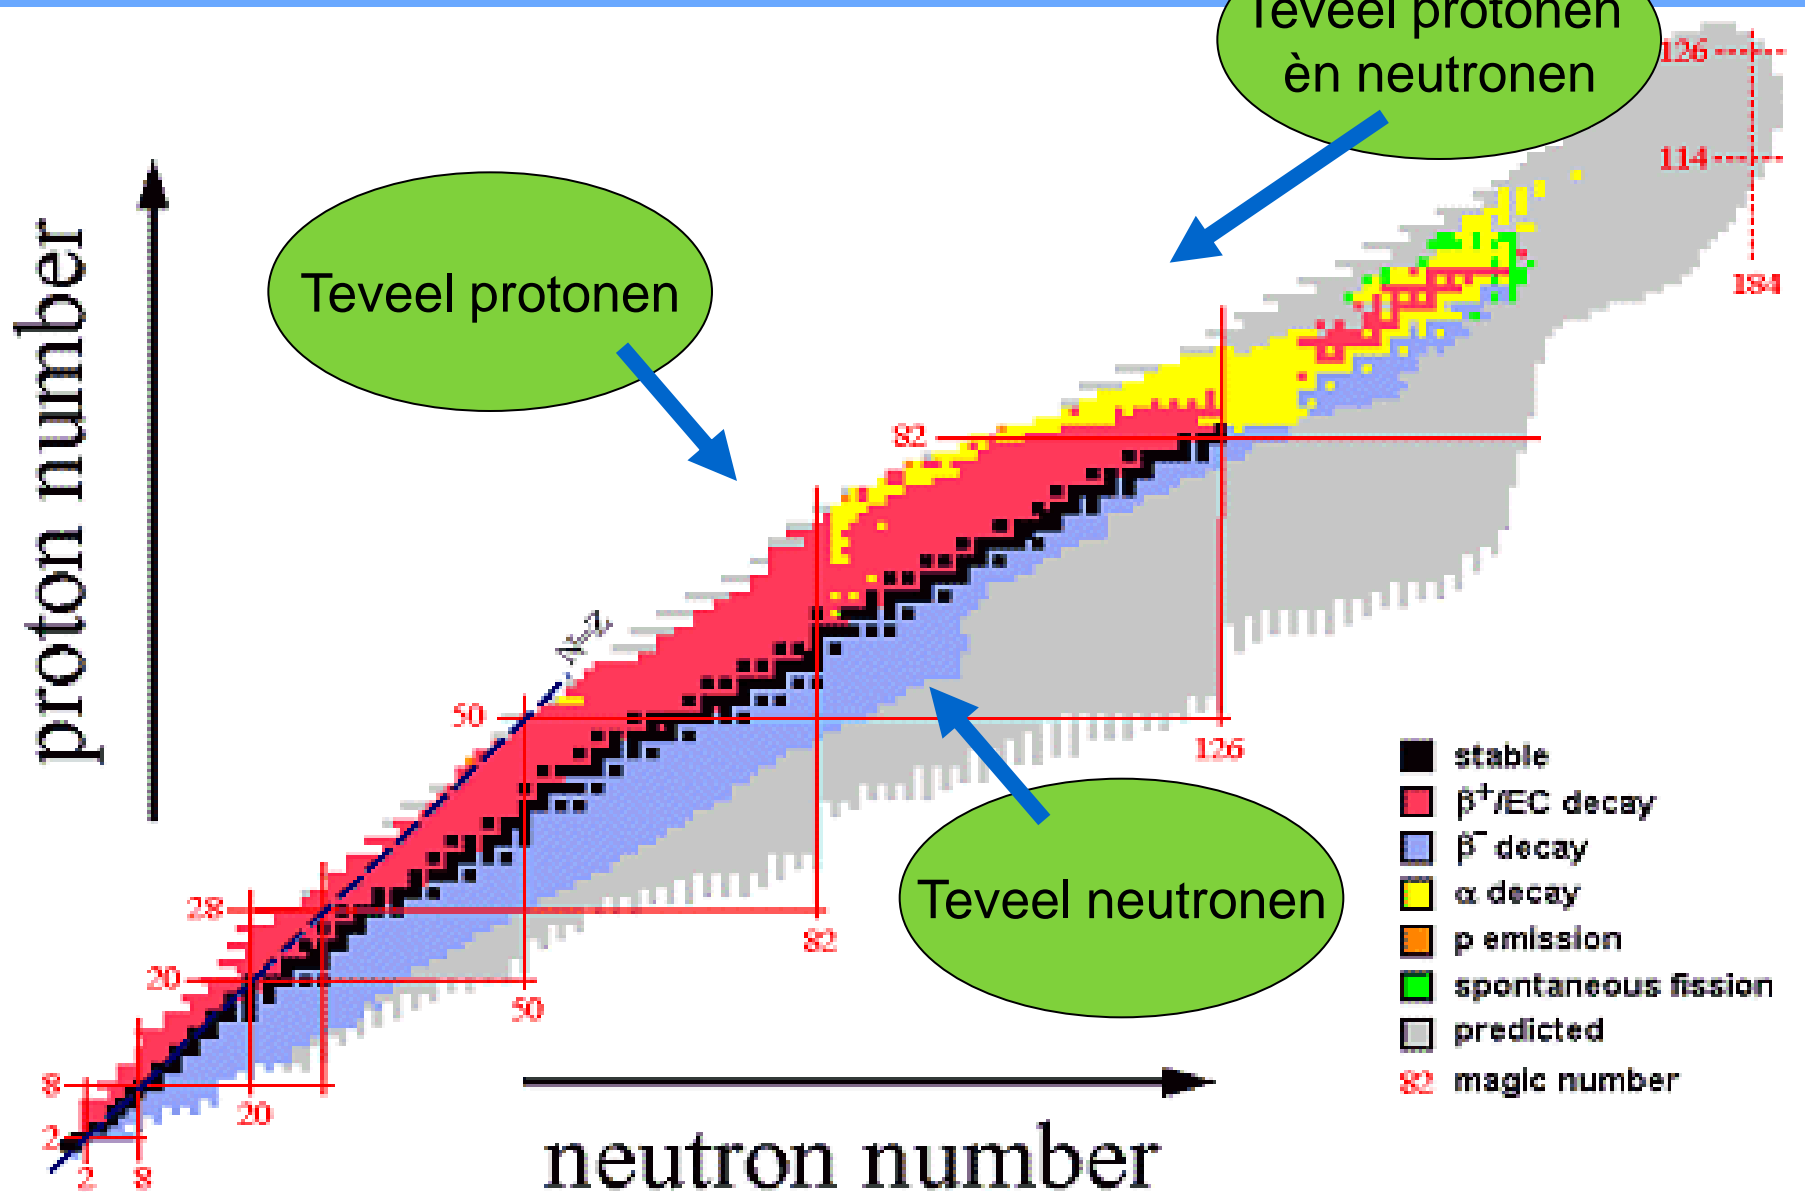 Teveel protonen
èn neutronen
126
114
184
Teveel protonen
proton number
82
N=Z
50
126
28
82
Teveel neutronen
20
50
8
20
2
2
8
neutron number
stable
β⁺/EC decay
β⁻ decay
α decay
p emission
spontaneous fission
predicted
82 magic number